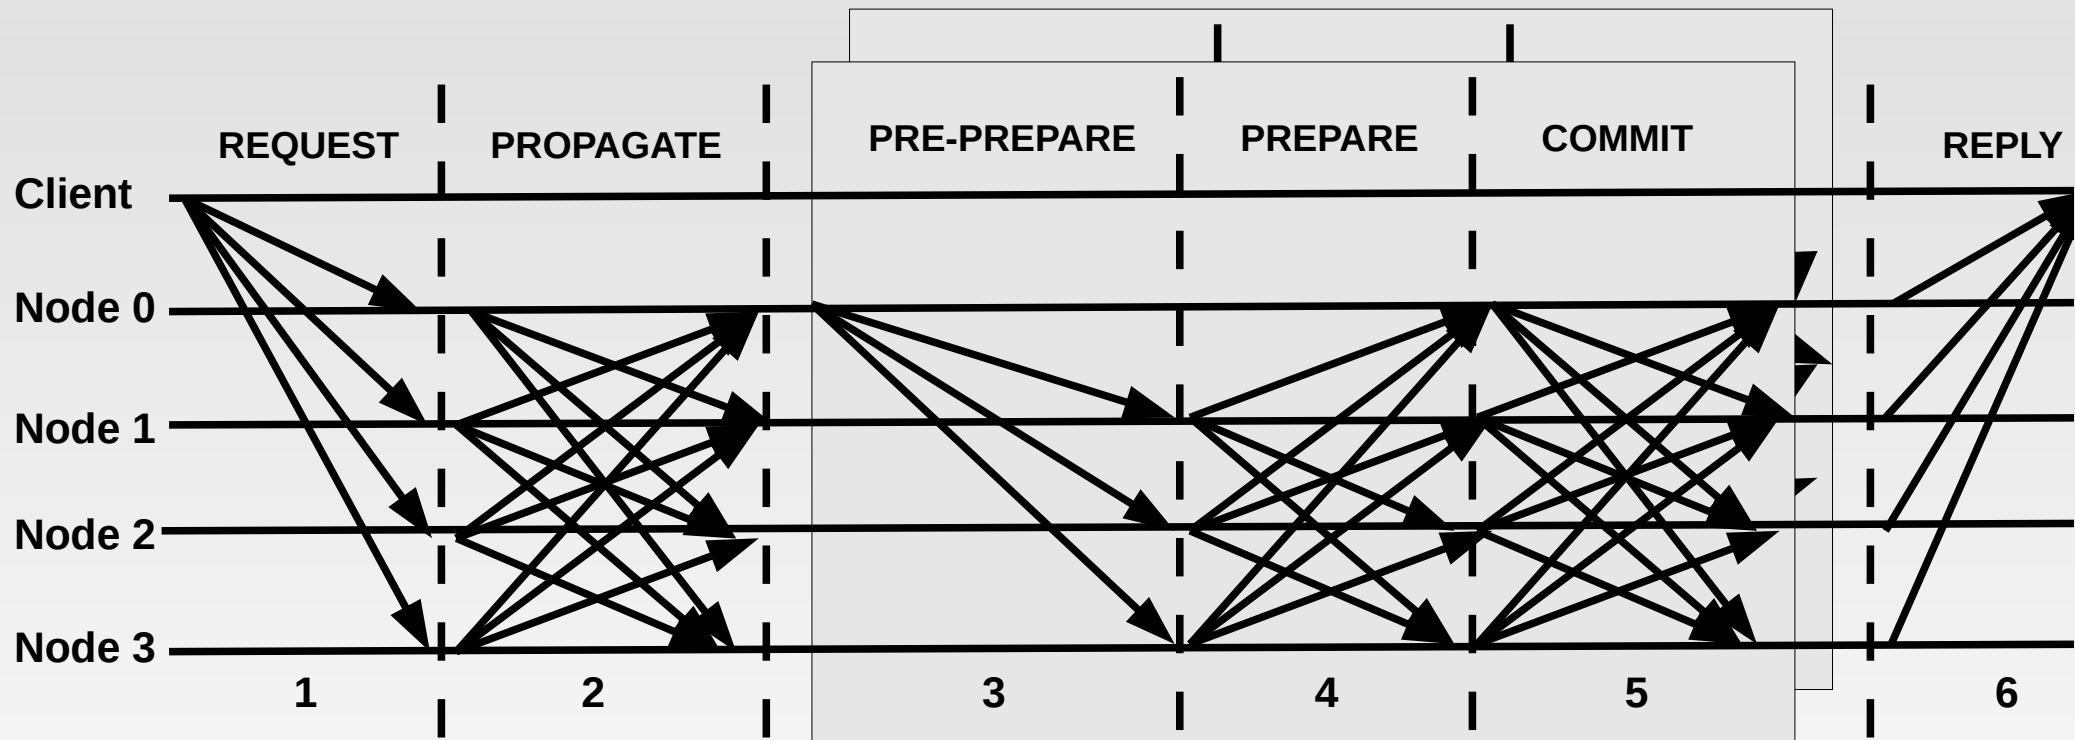 REQUEST PROPAGATE PRE-PREPARE PREPARE COMMIT REPLY
Client
Node 0
Node 1
Node 2
Node 3
1 2 3 4 5 6